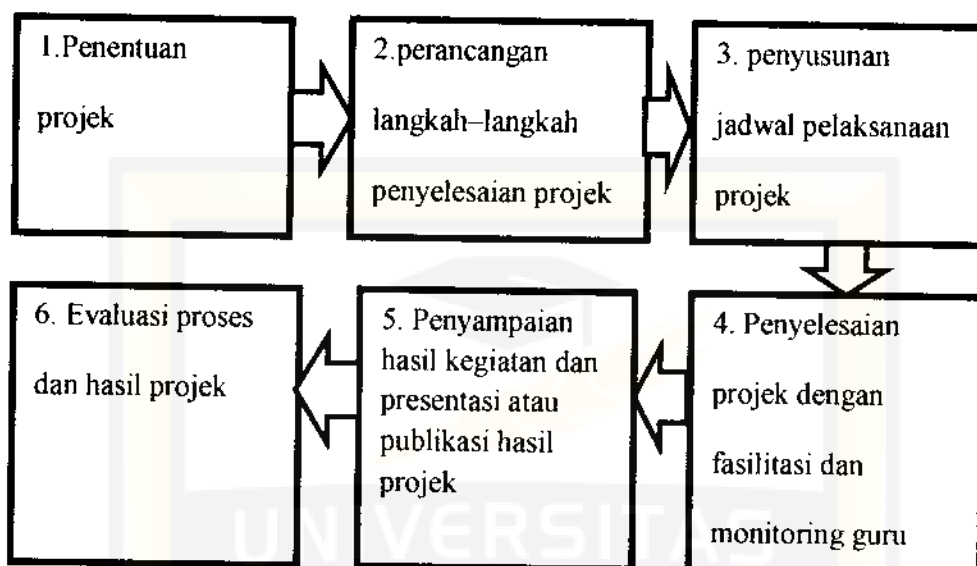 1.Penentuan
projek
2.perancangan
langkah–langkah
penyelesaian projek
3. penyusunan
jadwal pelaksanaan
projek
4. Penyelesaian
projek dengan
fasilitasi dan
monitoring guru
5. Penyampaian
hasil kegiatan dan
presentasi atau
publikasi hasil
projek
6. Evaluasi proses
dan hasil projek
UNIVERSITAS